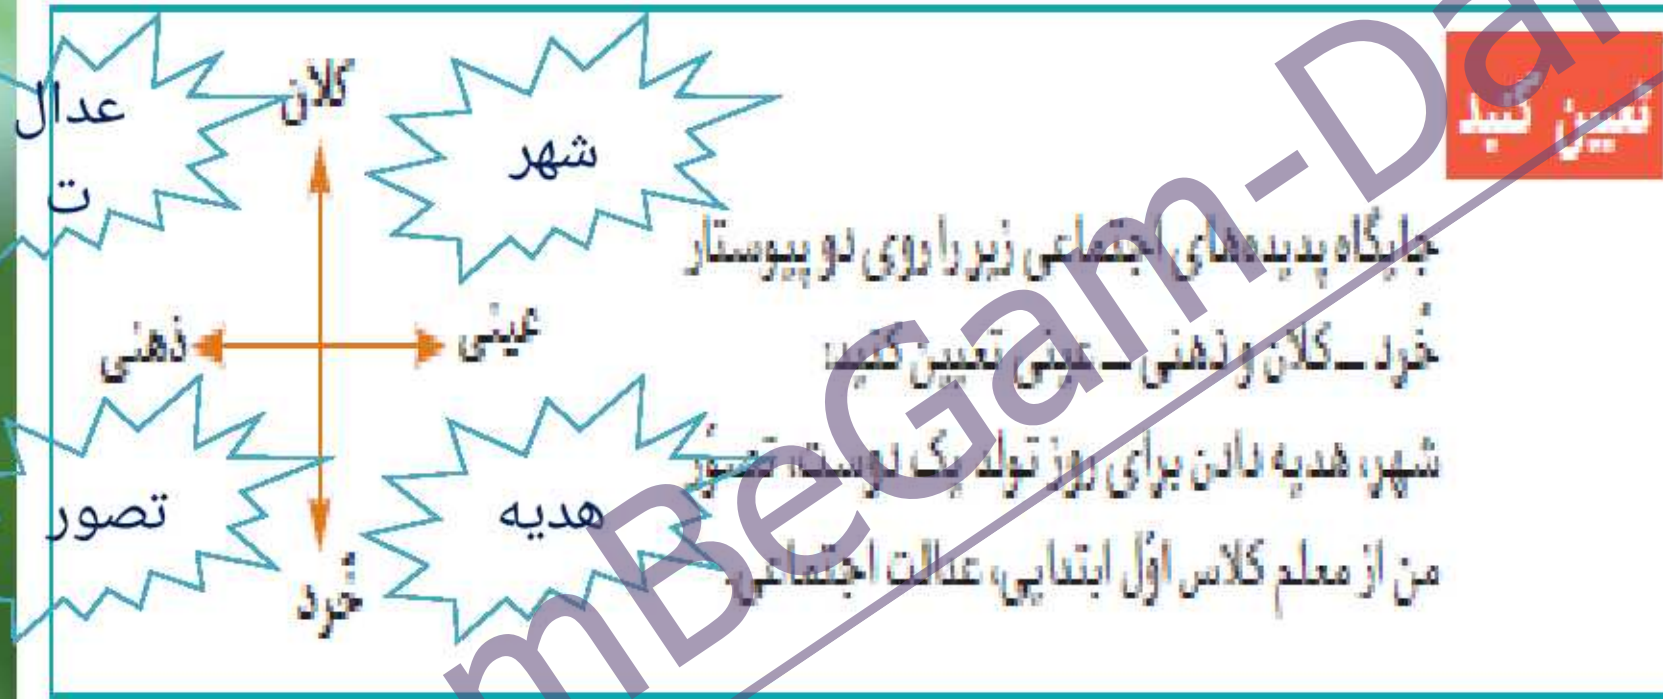 تعیین کنید
جایگاه پدیده‌های اجتماعی زیر را روی دو پیوستار
خُرد ــ کلان و ذهنی ــ عینی تعیین کنید:
شهر، هدیه دادن برای روز تولد یک دوست، تصوّر
من از معلم کلاس اوّل ابتدایی، عدالت اجتماعی.
کلان
شهر
عدال
ت
عینی
ذهنی
هدیه
تصور
خُرد
mBeGam-Da